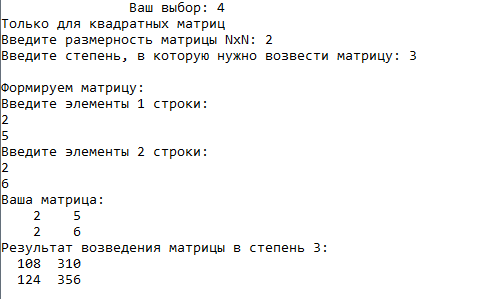 Ваш выбор: 4
Только для квадратных матриц
Введите размерность матрицы NxN: 2
Введите степень, в которую нужно возвести матрицу: 3
Формируем матрицу:
Введите элементы 1 строки:
2
5
Введите элементы 2 строки:
2
6
Ваша матрица:
2 5
2 6
Результат возведения матрицы в степень 3:
108 310
124 356